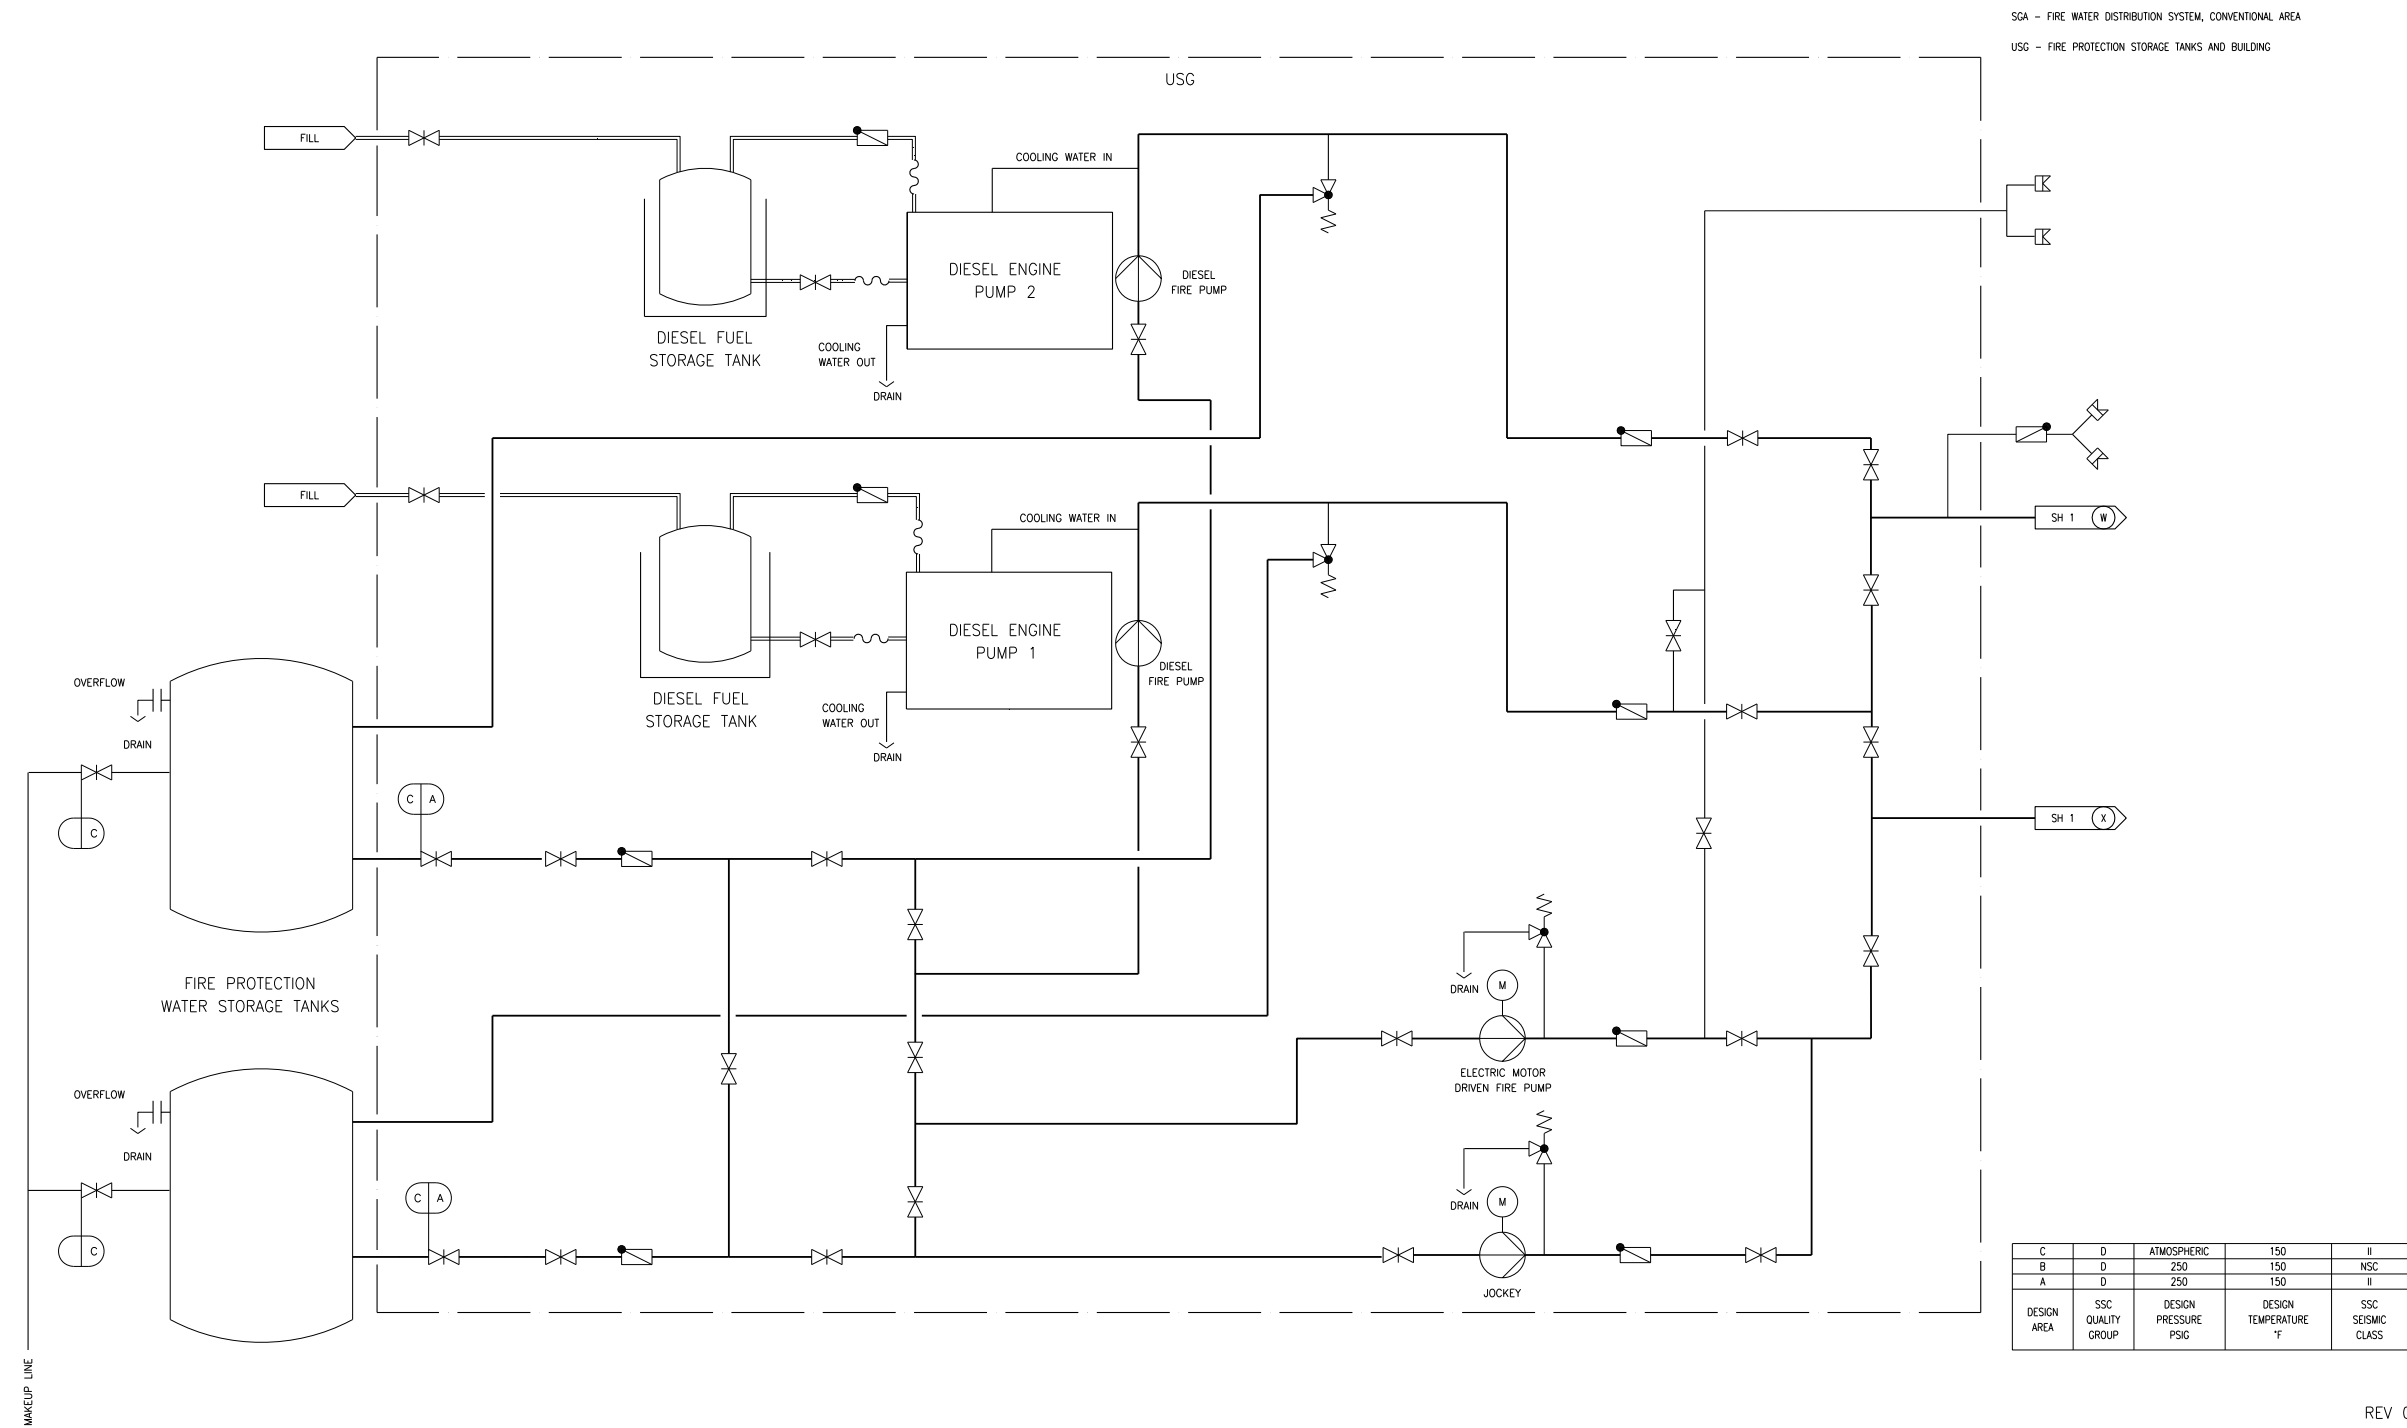 SGA - FIRE WATER DISTRIBUTION SYSTEM, CONVENTIONAL AREA
USG - FIRE PROTECTION STORAGE TANKS AND BUILDING
USG
FILL
COOLING WATER IN
DIESEL ENGINE
PUMP 2
DIESEL
FIRE PUMP
DIESEL FUEL
STORAGE TANK
COOLING
WATER OUT
DRAIN
FILL
COOLING WATER IN
SH 1 W
DIESEL ENGINE
PUMP 1
DIESEL
FIRE PUMP
DIESEL FUEL
STORAGE TANK
COOLING
WATER OUT
DRAIN
OVERFLOW
DRAIN
C A
C
SH 1 X
FIRE PROTECTION
WATER STORAGE TANKS
DRAIN
M
ELECTRIC MOTOR
DRIVEN FIRE PUMP
OVERFLOW
DRAIN
C A
C
DRAIN
M
JOCKEY
C D ATMOSPHERIC 150 II
B D 250 150 NSC
A D 250 150 II
DESIGN
AREA
SSC
QUALITY
GROUP
DESIGN
PRESSURE
PSIG
DESIGN
TEMPERATURE
°F
SSC
SEISMIC
CLASS
MAKEUP LINE
REV